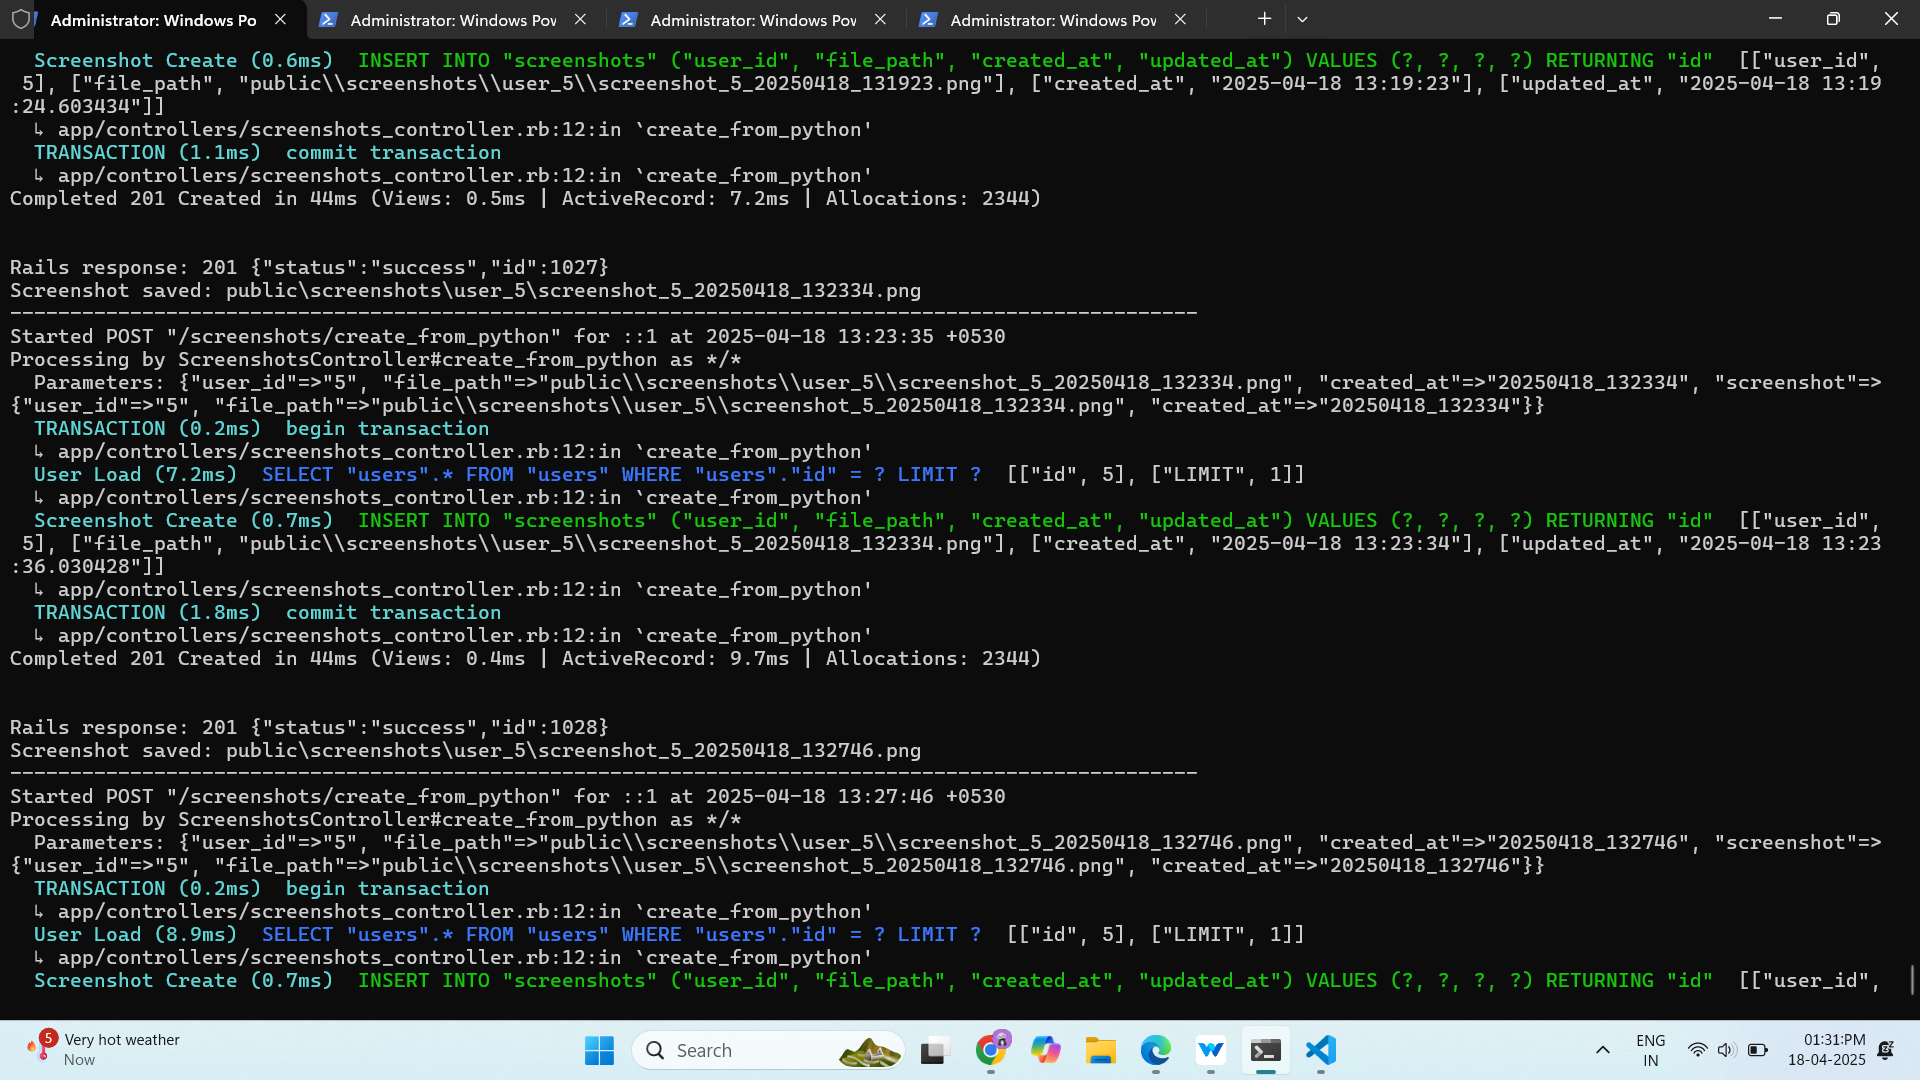 Administrator: Windows Po
Administrator: Windows Pow
Administrator: Windows Pow
Administrator: Windows Pow
  Screenshot Create (0.6ms)  INSERT INTO "screenshots" ("user_id", "file_path", "created_at", "updated_at") VALUES (?, ?, ?, ?) RETURNING "id"  [["user_id",
 5], ["file_path", "public\\screenshots\\user_5\\screenshot_5_20250418_131923.png"], ["created_at", "2025-04-18 13:19:23"], ["updated_at", "2025-04-18 13:19
:24.603434"]]
  ↳ app/controllers/screenshots_controller.rb:12:in `create_from_python'
  TRANSACTION (1.1ms)  commit transaction
  ↳ app/controllers/screenshots_controller.rb:12:in `create_from_python'
Completed 201 Created in 44ms (Views: 0.5ms | ActiveRecord: 7.2ms | Allocations: 2344)
Rails response: 201 {"status":"success","id":1027}
Screenshot saved: public\screenshots\user_5\screenshot_5_20250418_132334.png
---------------------------------------------------------------------------------------------------
Started POST "/screenshots/create_from_python" for ::1 at 2025-04-18 13:23:35 +0530
Processing by ScreenshotsController#create_from_python as */*
  Parameters: {"user_id"=>"5", "file_path"=>"public\\screenshots\\user_5\\screenshot_5_20250418_132334.png", "created_at"=>"20250418_132334", "screenshot"=>
{"user_id"=>"5", "file_path"=>"public\\screenshots\\user_5\\screenshot_5_20250418_132334.png", "created_at"=>"20250418_132334"}}
  TRANSACTION (0.2ms)  begin transaction
  ↳ app/controllers/screenshots_controller.rb:12:in `create_from_python'
  User Load (7.2ms)  SELECT "users".* FROM "users" WHERE "users"."id" = ? LIMIT ?  [["id", 5], ["LIMIT", 1]]
  ↳ app/controllers/screenshots_controller.rb:12:in `create_from_python'
  Screenshot Create (0.7ms)  INSERT INTO "screenshots" ("user_id", "file_path", "created_at", "updated_at") VALUES (?, ?, ?, ?) RETURNING "id"  [["user_id",
 5], ["file_path", "public\\screenshots\\user_5\\screenshot_5_20250418_132334.png"], ["created_at", "2025-04-18 13:23:34"], ["updated_at", "2025-04-18 13:23
:36.030428"]]
  ↳ app/controllers/screenshots_controller.rb:12:in `create_from_python'
  TRANSACTION (1.8ms)  commit transaction
  ↳ app/controllers/screenshots_controller.rb:12:in `create_from_python'
Completed 201 Created in 44ms (Views: 0.4ms | ActiveRecord: 9.7ms | Allocations: 2344)
Rails response: 201 {"status":"success","id":1028}
Screenshot saved: public\screenshots\user_5\screenshot_5_20250418_132746.png
---------------------------------------------------------------------------------------------------
Started POST "/screenshots/create_from_python" for ::1 at 2025-04-18 13:27:46 +0530
Processing by ScreenshotsController#create_from_python as */*
  Parameters: {"user_id"=>"5", "file_path"=>"public\\screenshots\\user_5\\screenshot_5_20250418_132746.png", "created_at"=>"20250418_132746", "screenshot"=>
{"user_id"=>"5", "file_path"=>"public\\screenshots\\user_5\\screenshot_5_20250418_132746.png", "created_at"=>"20250418_132746"}}
  TRANSACTION (0.2ms)  begin transaction
  ↳ app/controllers/screenshots_controller.rb:12:in `create_from_python'
  User Load (8.9ms)  SELECT "users".* FROM "users" WHERE "users"."id" = ? LIMIT ?  [["id", 5], ["LIMIT", 1]]
  ↳ app/controllers/screenshots_controller.rb:12:in `create_from_python'
  Screenshot Create (0.7ms)  INSERT INTO "screenshots" ("user_id", "file_path", "created_at", "updated_at") VALUES (?, ?, ?, ?) RETURNING "id"  [["user_id",
5
Very hot weather
Now
Search
ENG
IN
01:31:PM
18-04-2025